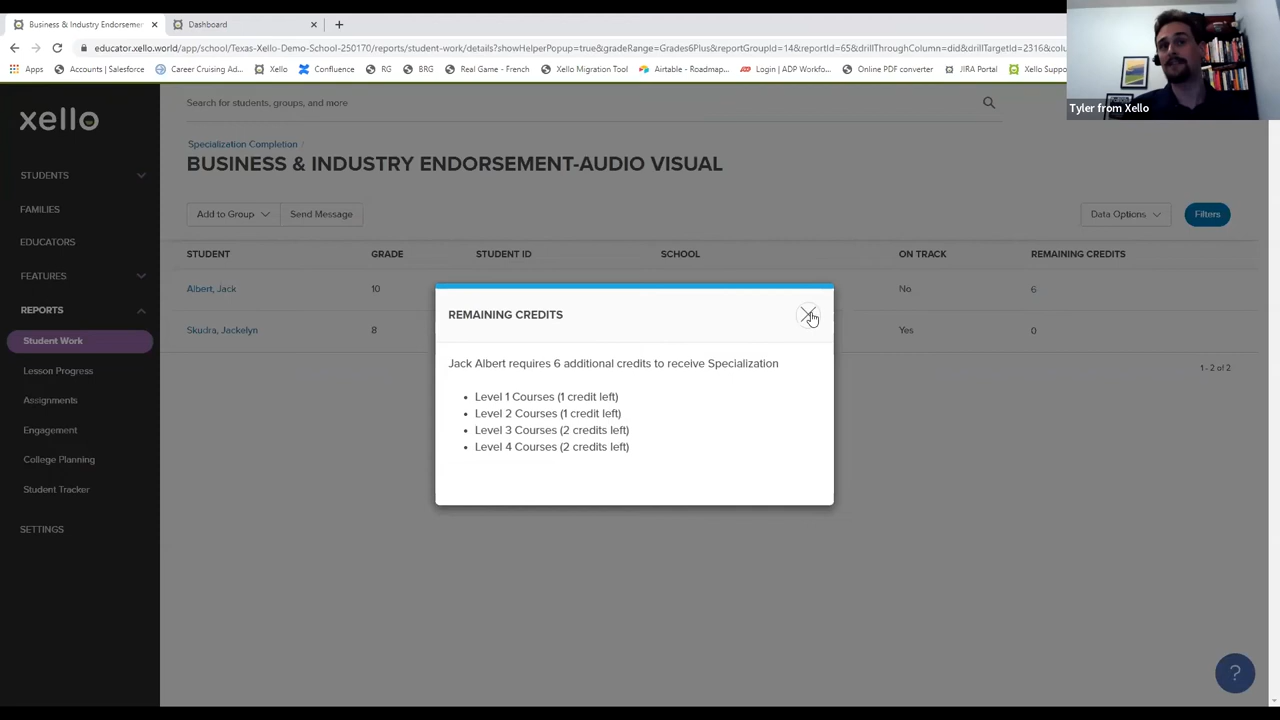 Business & Industry Endorsemen
Dashboard
educator.xello.world/app/school/Texas-Xello-Demo-School-250170/reports/student-work/details?showHelperPopup=true&gradeRange=Grades6Plus&reportGroupId=14&reportId=65&drillThroughColumn=did&drillTargetId=2316&colu
Apps
Accounts | Salesforce
Career Cruising Ad...
Xello
Confluence
RG
BRG
Real Game - French
Xello Migration Tool
Airtable - Roadmap...
Login | ADP Workfo...
Online PDF converter
JIRA Portal
Xello Suppo
Tyler from Xello
xello
Search for students, groups, and more
STUDENTS
FAMILIES
EDUCATORS
FEATURES
REPORTS
Student Work
Lesson Progress
Assignments
Engagement
College Planning
Student Tracker
SETTINGS
Specialization Completion /
BUSINESS & INDUSTRY ENDORSEMENT-AUDIO VISUAL
Add to Group
Send Message
Data Options
Filters
STUDENT GRADE STUDENT ID SCHOOL ON TRACK REMAINING CREDITS
Albert, Jack 10 No 6
Skudra, Jackelyn 8 Yes 0
1 - 2 of 2
REMAINING CREDITS
Jack Albert requires 6 additional credits to receive Specialization
• Level 1 Courses (1 credit left)
• Level 2 Courses (1 credit left)
• Level 3 Courses (2 credits left)
• Level 4 Courses (2 credits left)
?